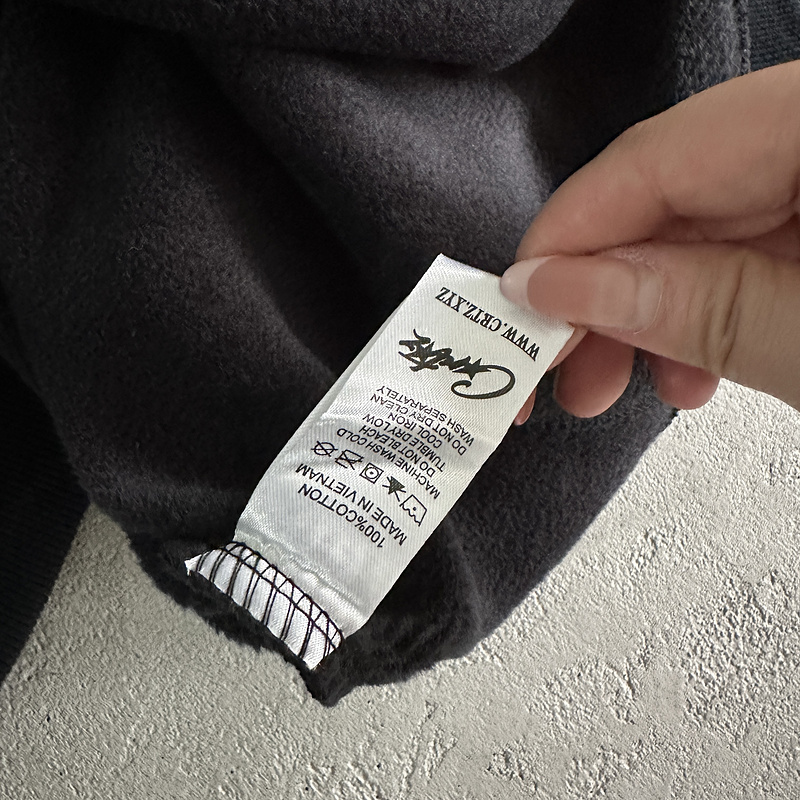 100%COTTON
MADE IN VIETNAM
MACHINE WASH COLD
DO NOT BLEACH
TUMBLE DRY LOW
COOL IRON
DO NOT DRY CLEAN
WASH SEPARATELY
Corteiz
WWW.CRTZ.XYZ